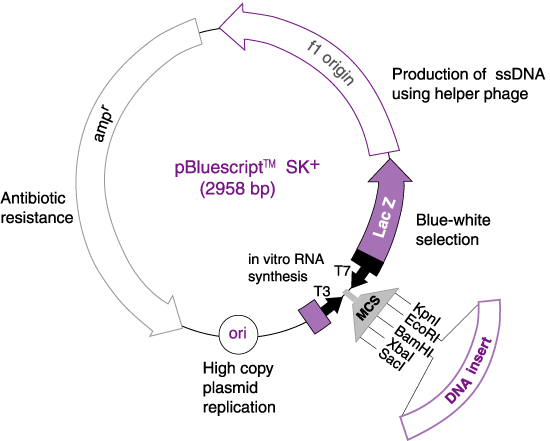 f1 origin
Production of ssDNA
using helper phage
ampr
pBluescript™ SK+
(2958 bp)
Antibiotic
resistance
Lac Z
Blue-white
selection
in vitro RNA
synthesis
T7
T3
MCS
KpnI
EcoRI
BamHI
XbaI
SacI
DNA insert
ori
High copy
plasmid
replication